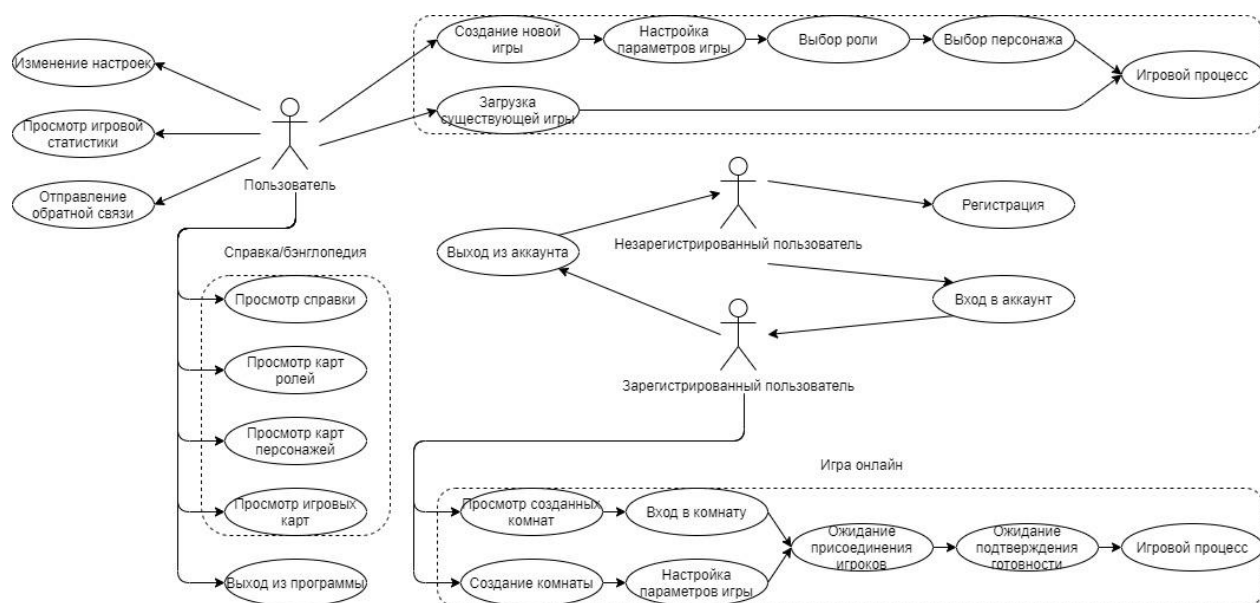 Создание новой
игры
Настройка
параметров игры
Выбор роли
Выбор персонажа
Игровой процесс
Загрузка
существующей игры
Изменение настроек
Просмотр игровой
статистики
Отправление
обратной связи
Пользователь
Незарегистрированный пользователь
Регистрация
Выход из аккаунта
Вход в аккаунт
Зарегистрированный пользователь
Справка/бэнглопедия
Просмотр справки
Просмотр карт
ролей
Просмотр карт
персонажей
Просмотр игровых
карт
Выход из программы
Игра онлайн
Просмотр созданных
комнат
Вход в комнату
Создание комнаты
Настройка
параметров игры
Ожидание
присоединения
игроков
Ожидание
подтверждения
готовности
Игровой процесс